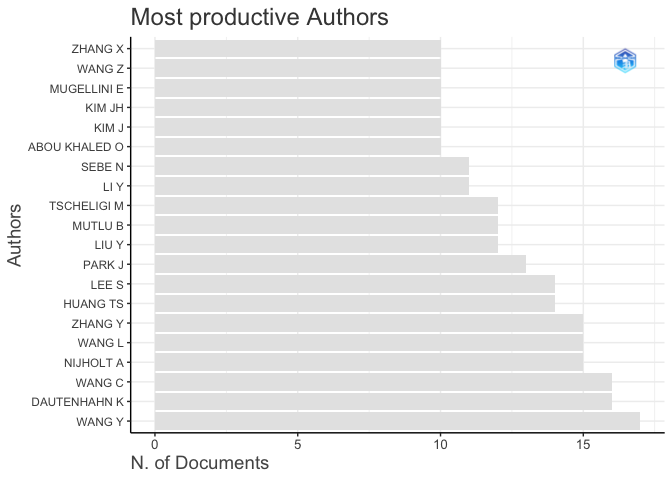 Most productive Authors
ZHANG X
WANG Z
MUGELLINI E
KIM JH
KIM J
ABOU KHALED O
SEBE N
LI Y
TSCHELIGI M
MUTLU B
LIU Y
PARK J
LEE S
HUANG TS
ZHANG Y
WANG L
NIJHOLT A
WANG C
DAUTENHAHN K
WANG Y
Authors
0 5 10 15
N. of Documents